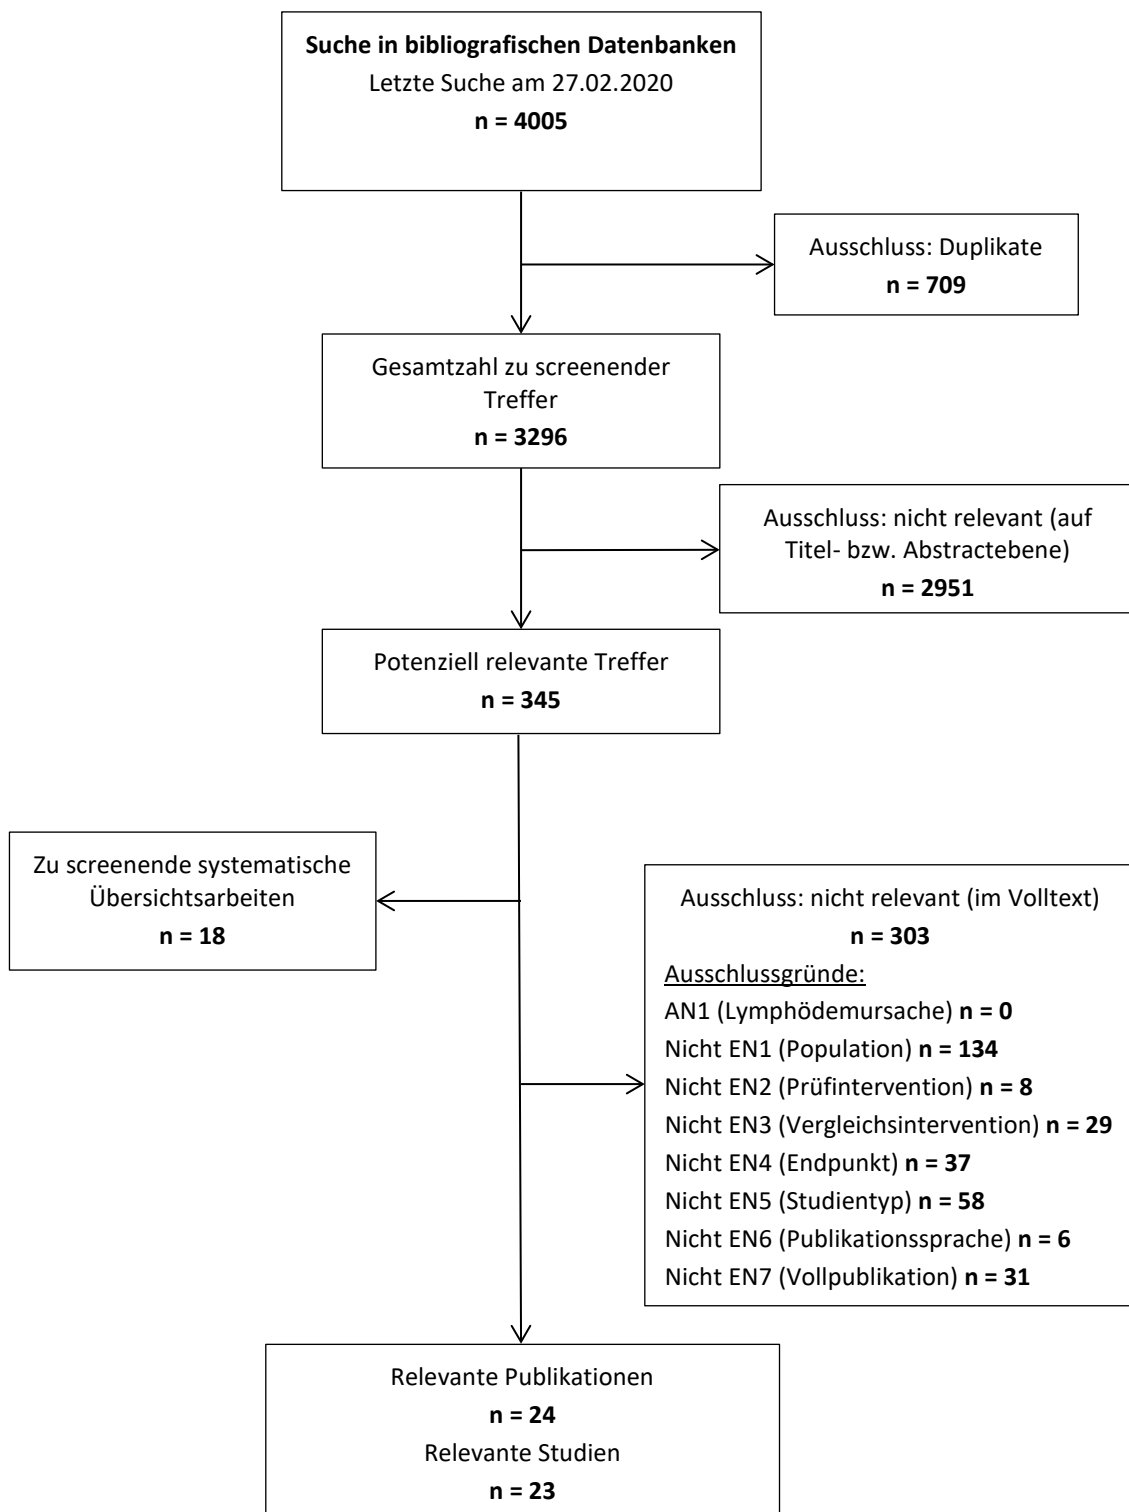 Suche in bibliografischen Datenbanken
Letzte Suche am 27.02.2020
n = 4005
Ausschluss: Duplikate
n = 709
Gesamtzahl zu screenender
Treffer
n = 3296
Ausschluss: nicht relevant (auf
Titel- bzw. Abstractebene)
n = 2951
Potenziell relevante Treffer
n = 345
Zu screenende systematische
Übersichtsarbeiten
n = 18
Ausschluss: nicht relevant (im Volltext)
n = 303
Ausschlussgründe:
AN1 (Lymphödemursache) n = 0
Nicht EN1 (Population) n = 134
Nicht EN2 (Prüfintervention) n = 8
Nicht EN3 (Vergleichsintervention) n = 29
Nicht EN4 (Endpunkt) n = 37
Nicht EN5 (Studientyp) n = 58
Nicht EN6 (Publikationssprache) n = 6
Nicht EN7 (Vollpublikation) n = 31
Relevante Publikationen
n = 24
Relevante Studien
n = 23